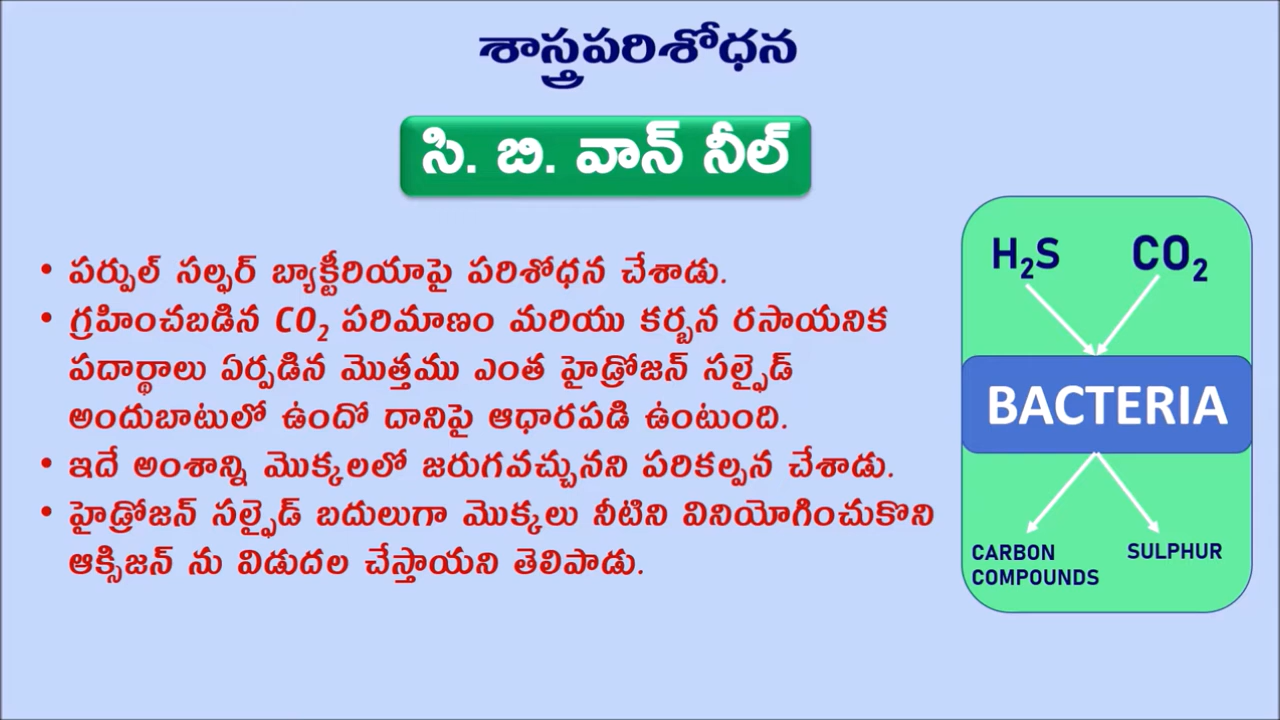 శాస్త్రపరిశోధన
సి. బి. వాన్ నీల్
• పర్పుల్ సల్ఫర్ బ్యాక్టీరియాపై పరిశోధన చేశాడు.
• గ్రహించబడిన CO₂ పరిమాణం మరియు కర్బన రసాయనిక
పదార్థాలు ఏర్పడిన మొత్తము ఎంత హైడ్రోజన్ సల్ఫైడ్
అందుబాటులో ఉందో దానిపై ఆధారపడి ఉంటుంది.
• ఇదే అంశాన్ని మొక్కలలో జరుగవచ్చునని పరికల్పన చేశాడు.
• హైడ్రోజన్ సల్ఫైడ్ బదులుగా మొక్కలు నీటిని వినియోగించుకొని
ఆక్సిజన్ ను విడుదల చేస్తాయని తెలిపాడు.
H₂S CO₂
BACTERIA
CARBON
COMPOUNDS
SULPHUR